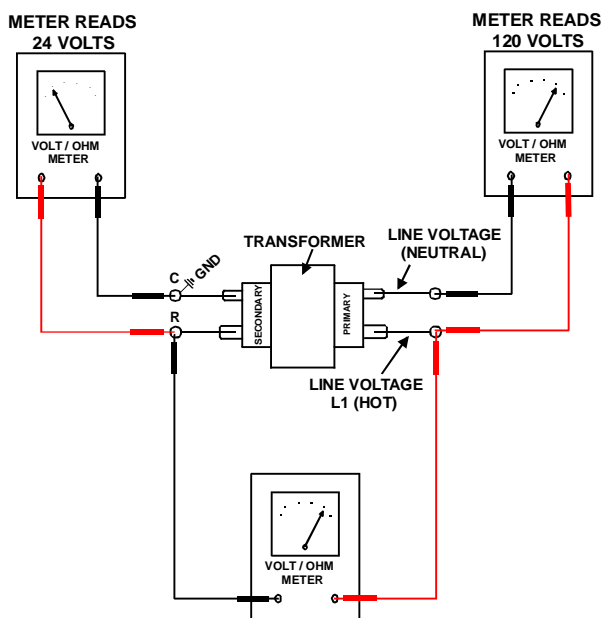 METER READS
24 VOLTS
METER READS
120 VOLTS
VOLT / OHM
METER
VOLT / OHM
METER
TRANSFORMER
LINE VOLTAGE
(NEUTRAL)
C
GND
R
SECONDARY
PRIMARY
LINE VOLTAGE
L1 (HOT)
VOLT / OHM
METER